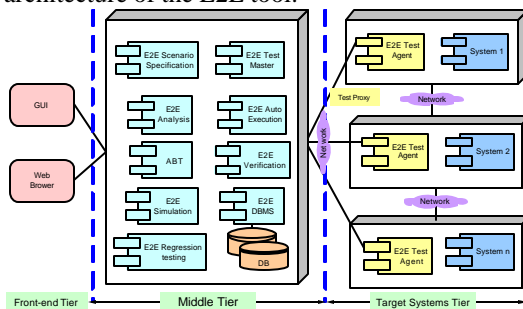 architecture of the E2E tool.
GUI
Web
Brower
E2E Scenario
Specification
E2E Test
Master
E2E
Analysis
E2E Auto
Execution
ABT
E2E
Verification
E2E
Simulation
E2E
DBMS
E2E Regression
testing
DB
Network
Test Proxy
E2E Test
Agent
System 1
Network
E2E Test
Agent
System 2
Network
E2E Test
Agent
System n
Front-end Tier
Middle Tier
Target Systems Tier